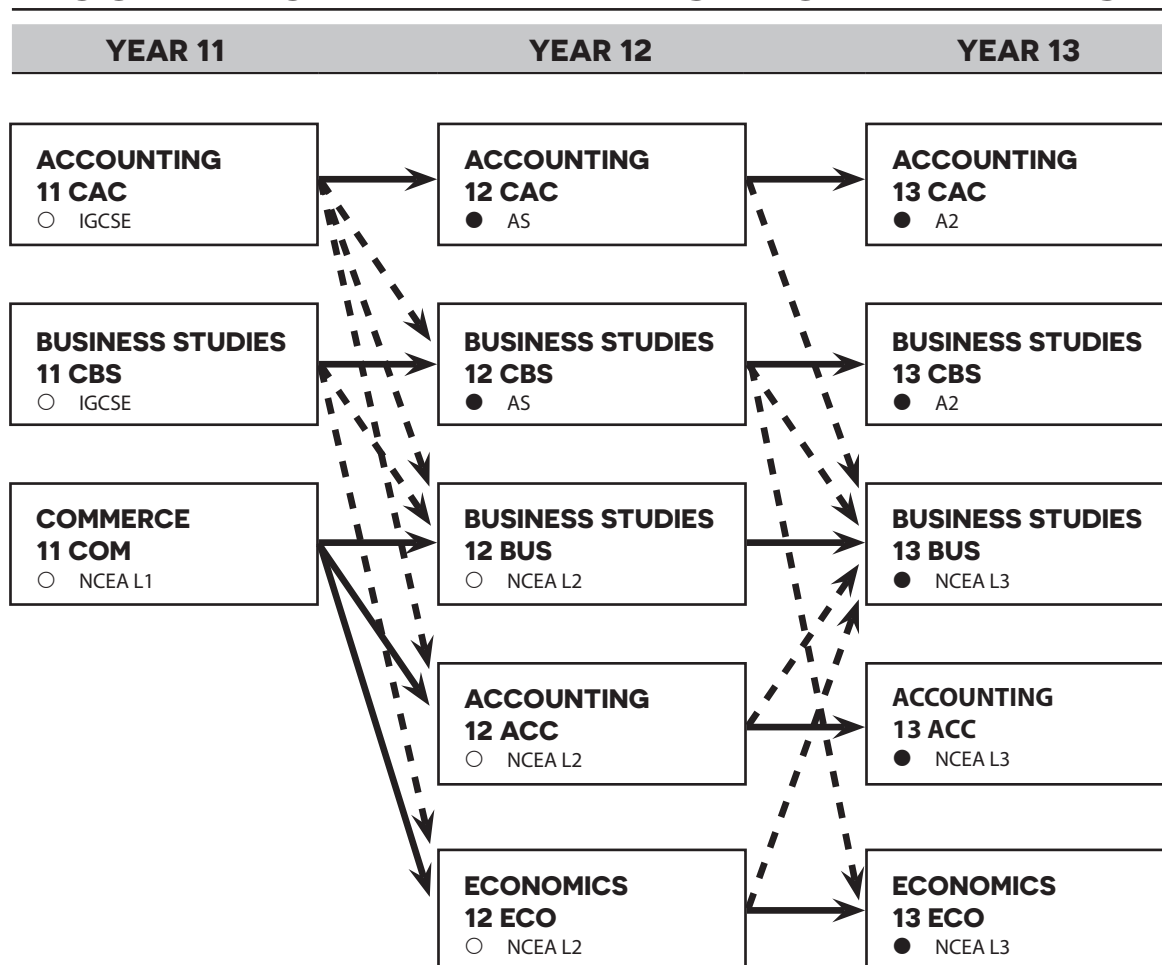 YEAR 11 YEAR 12 YEAR 13
ACCOUNTING
11 CAC
○ IGCSE
ACCOUNTING
12 CAC
● AS
ACCOUNTING
13 CAC
● A2
BUSINESS STUDIES
11 CBS
○ IGCSE
BUSINESS STUDIES
12 CBS
● AS
BUSINESS STUDIES
13 CBS
● A2
COMMERCE
11 COM
○ NCEA L1
BUSINESS STUDIES
12 BUS
○ NCEA L2
BUSINESS STUDIES
13 BUS
● NCEA L3
ACCOUNTING
12 ACC
○ NCEA L2
ACCOUNTING
13 ACC
● NCEA L3
ECONOMICS
12 ECO
○ NCEA L2
ECONOMICS
13 ECO
● NCEA L3